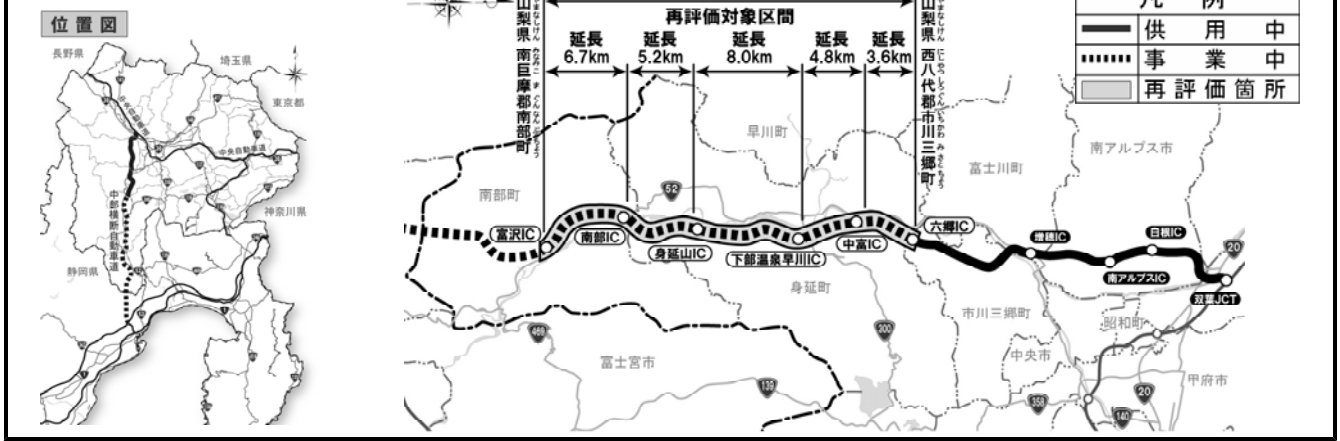 位置図
長野県
埼玉県
東京都
中央自動車道
中部横断自動車道
神奈川県
静岡県
再評価対象区間
延長
6.7km
延長
5.2km
延長
8.0km
延長
4.8km
延長
3.6km
山梨県 南巨摩郡南部町
山梨県 西八代郡市川三郷町
凡例
供用中
事業中
再評価箇所
早川町
南部町
富士川町
南アルプス市
52
富沢IC
南部IC
身延山IC
下部温泉早川IC
中富IC
六郷IC
増穂IC
白根IC
南アルプスIC
双葉JCT
20
身延町
市川三郷町
昭和町
中央市
甲府市
富士宮市
469
300
139
358
20
140